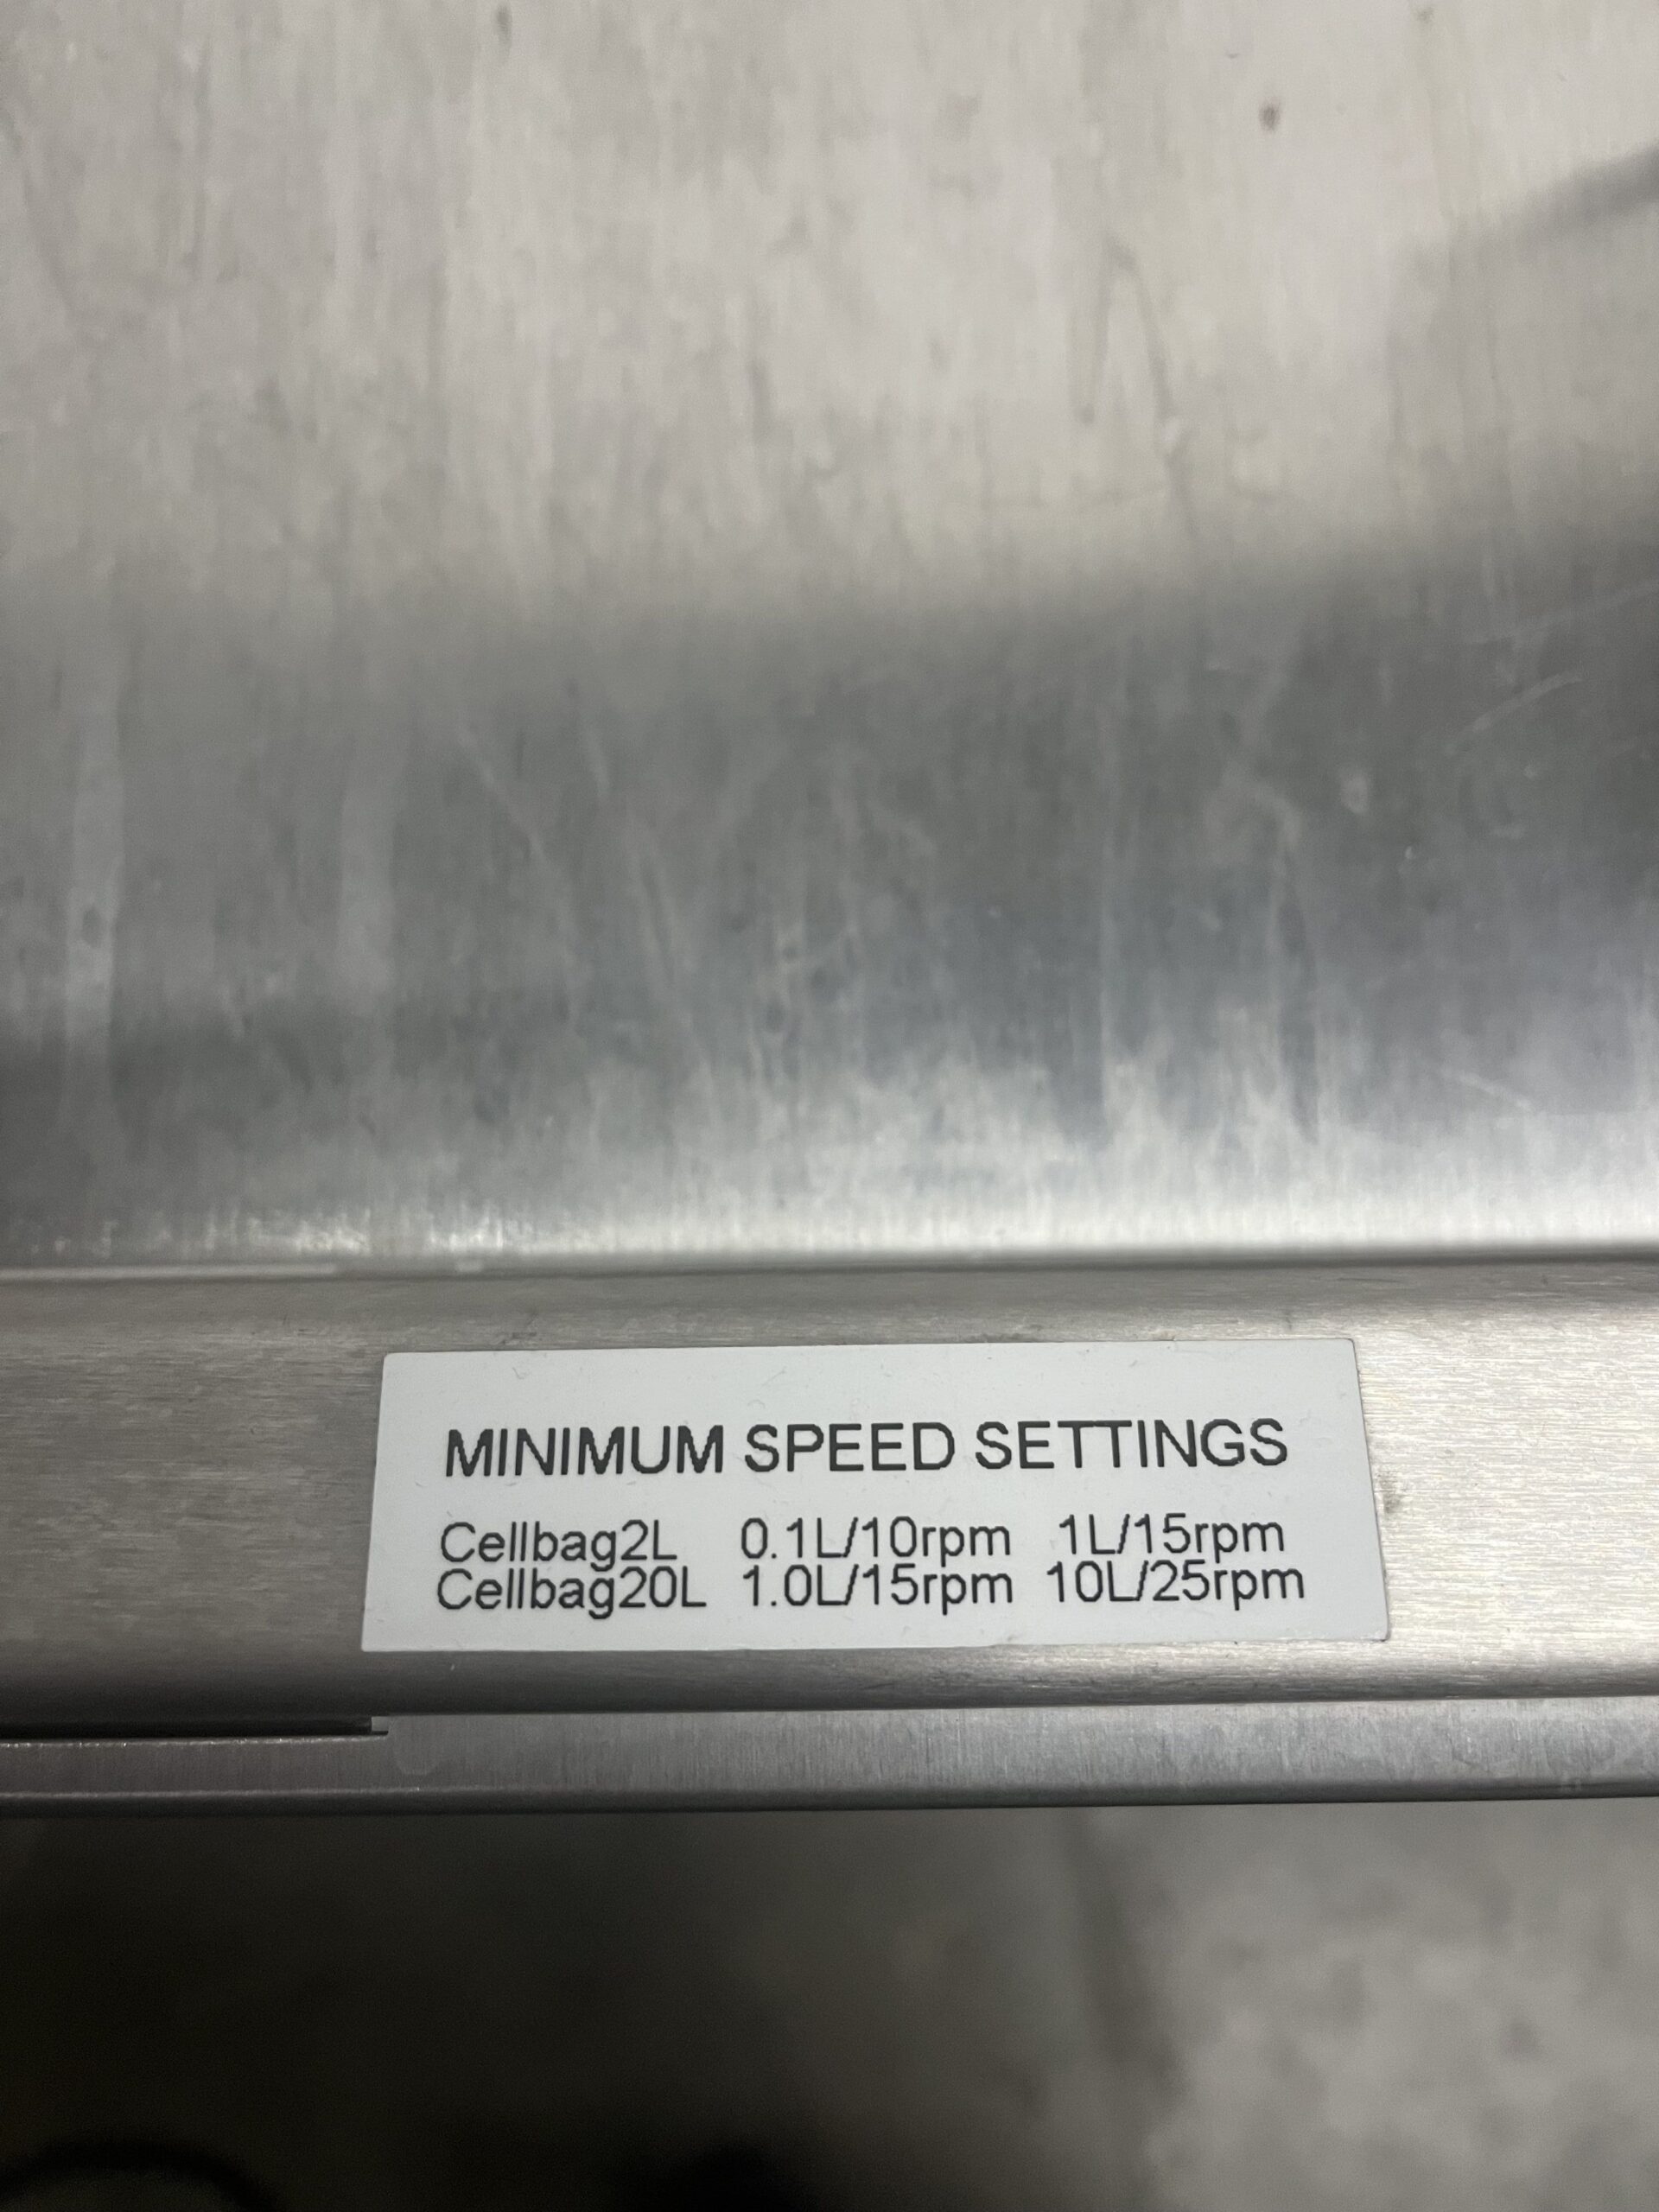 MINIMUM SPEED SETTINGS
Cellbag2L 0.1L/10rpm 1L/15rpm
Cellbag20L 1.0L/15rpm 10L/25rpm